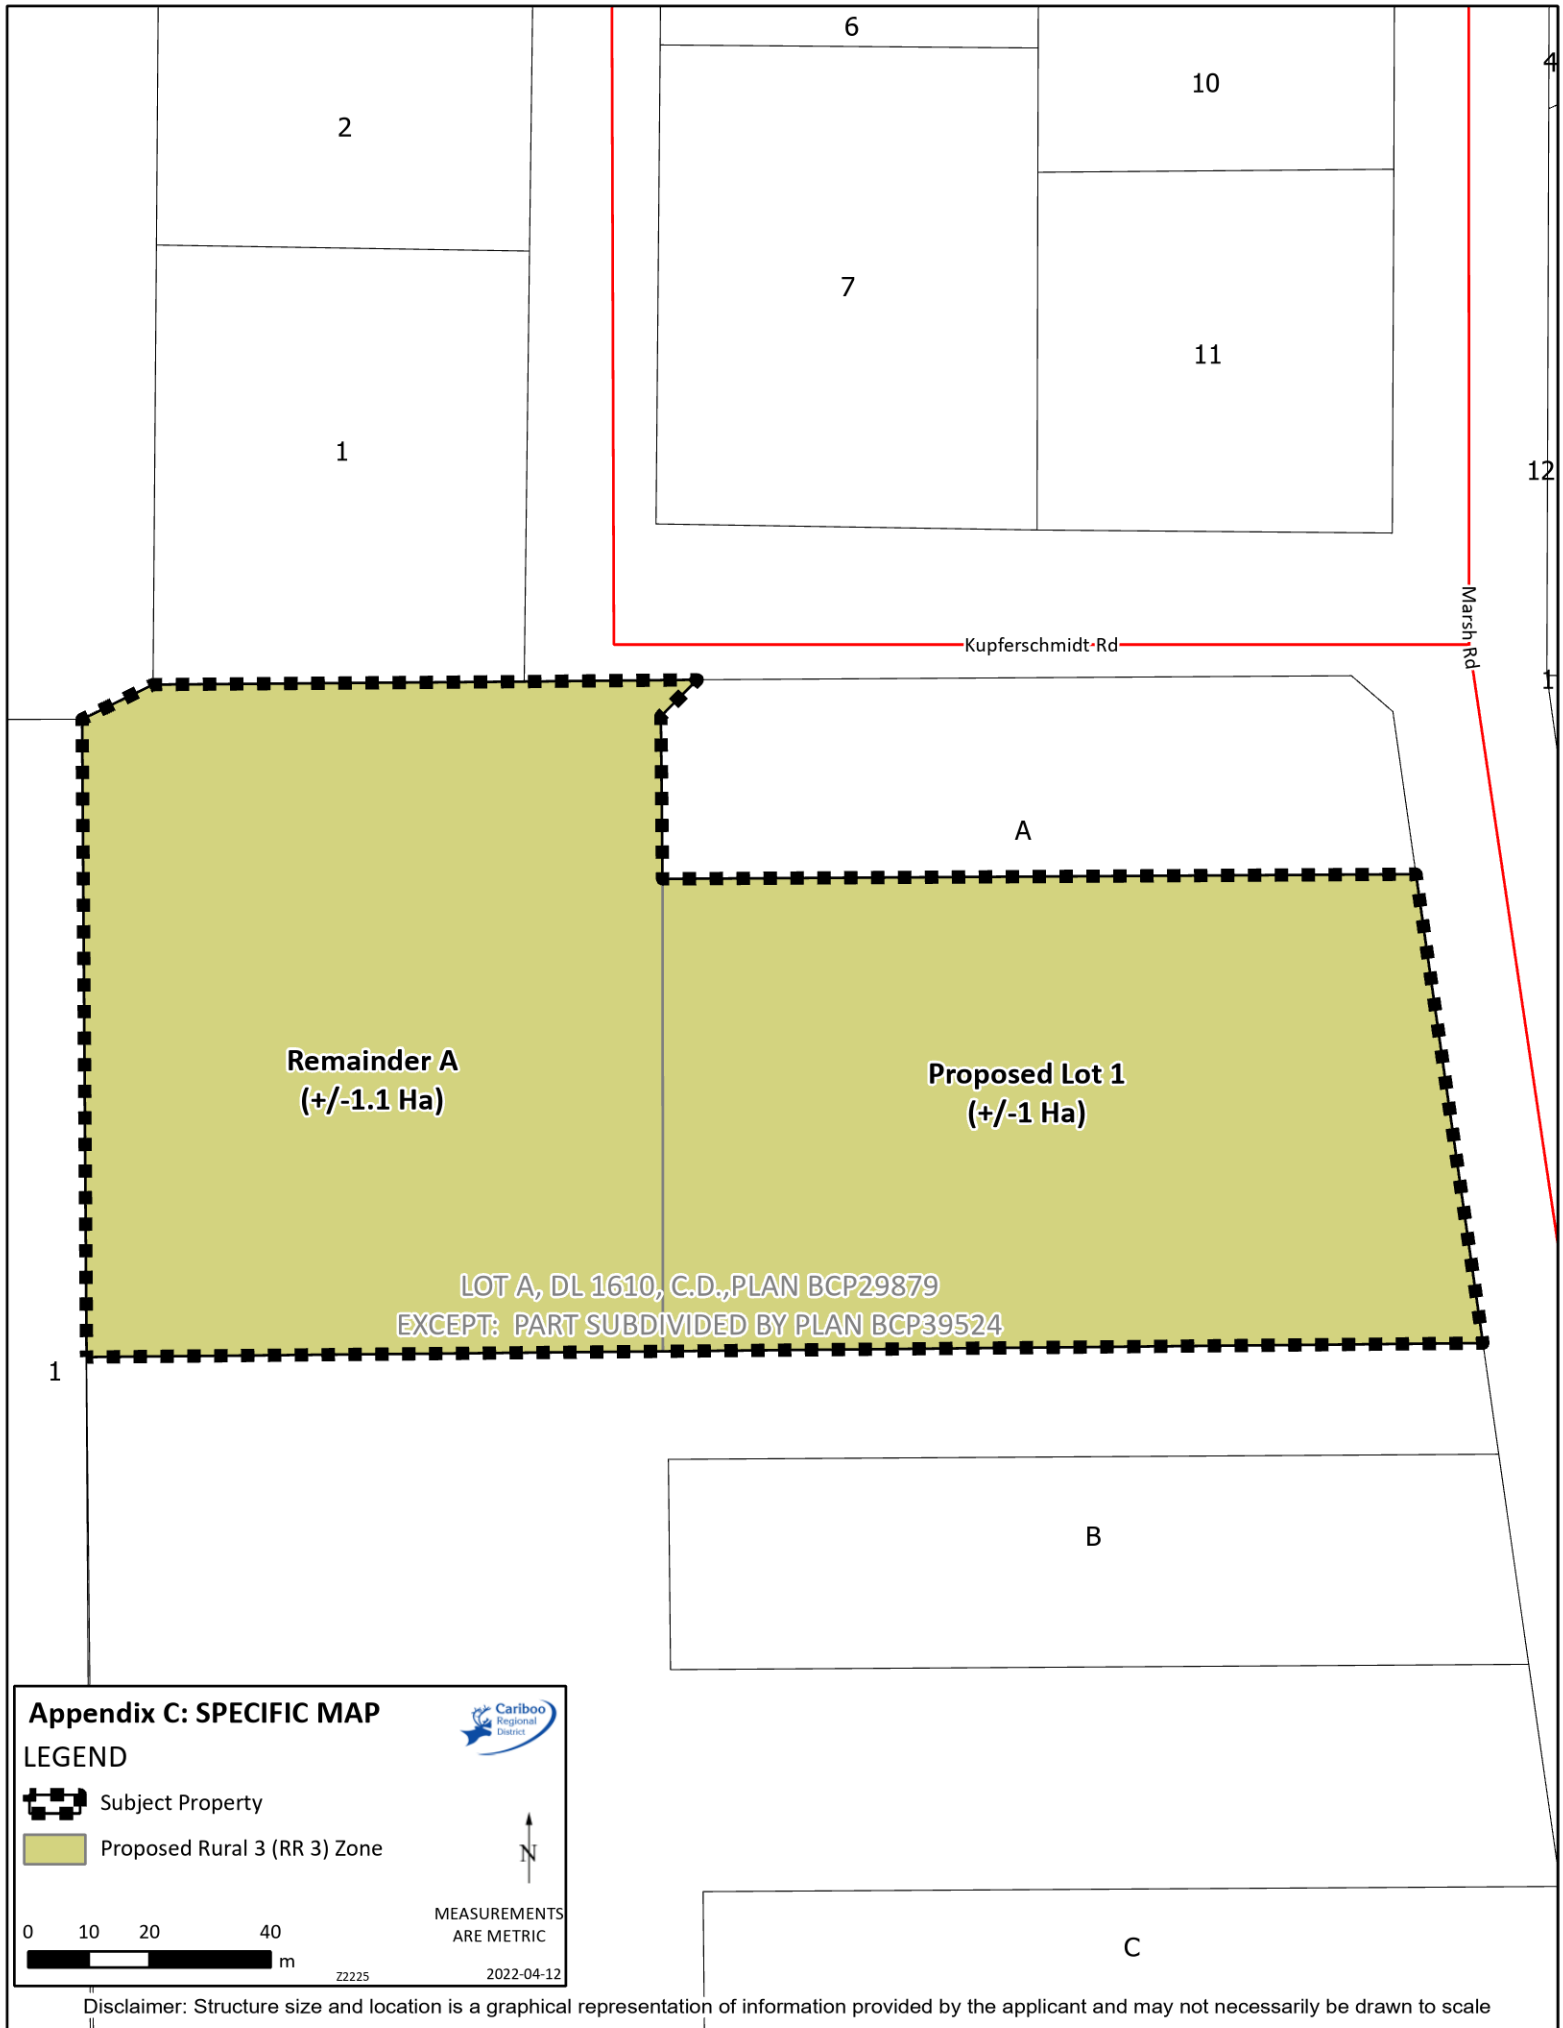 6
4
10
2
7
11
1
12
Kupferschmidt Rd
Marsh Rd
1
A
Remainder A
(+/-1.1 Ha)
Proposed Lot 1
(+/-1 Ha)
LOT A, DL 1610, C.D.,PLAN BCP29879
EXCEPT: PART SUBDIVIDED BY PLAN BCP39524
1
B
Appendix C: SPECIFIC MAP
Cariboo
Regional
District
LEGEND
Subject Property
Proposed Rural 3 (RR 3) Zone
N
MEASUREMENTS
ARE METRIC
0 10 20 40
m
Z2225
2022-04-12
C
Disclaimer: Structure size and location is a graphical representation of information provided by the applicant and may not necessarily be drawn to scale